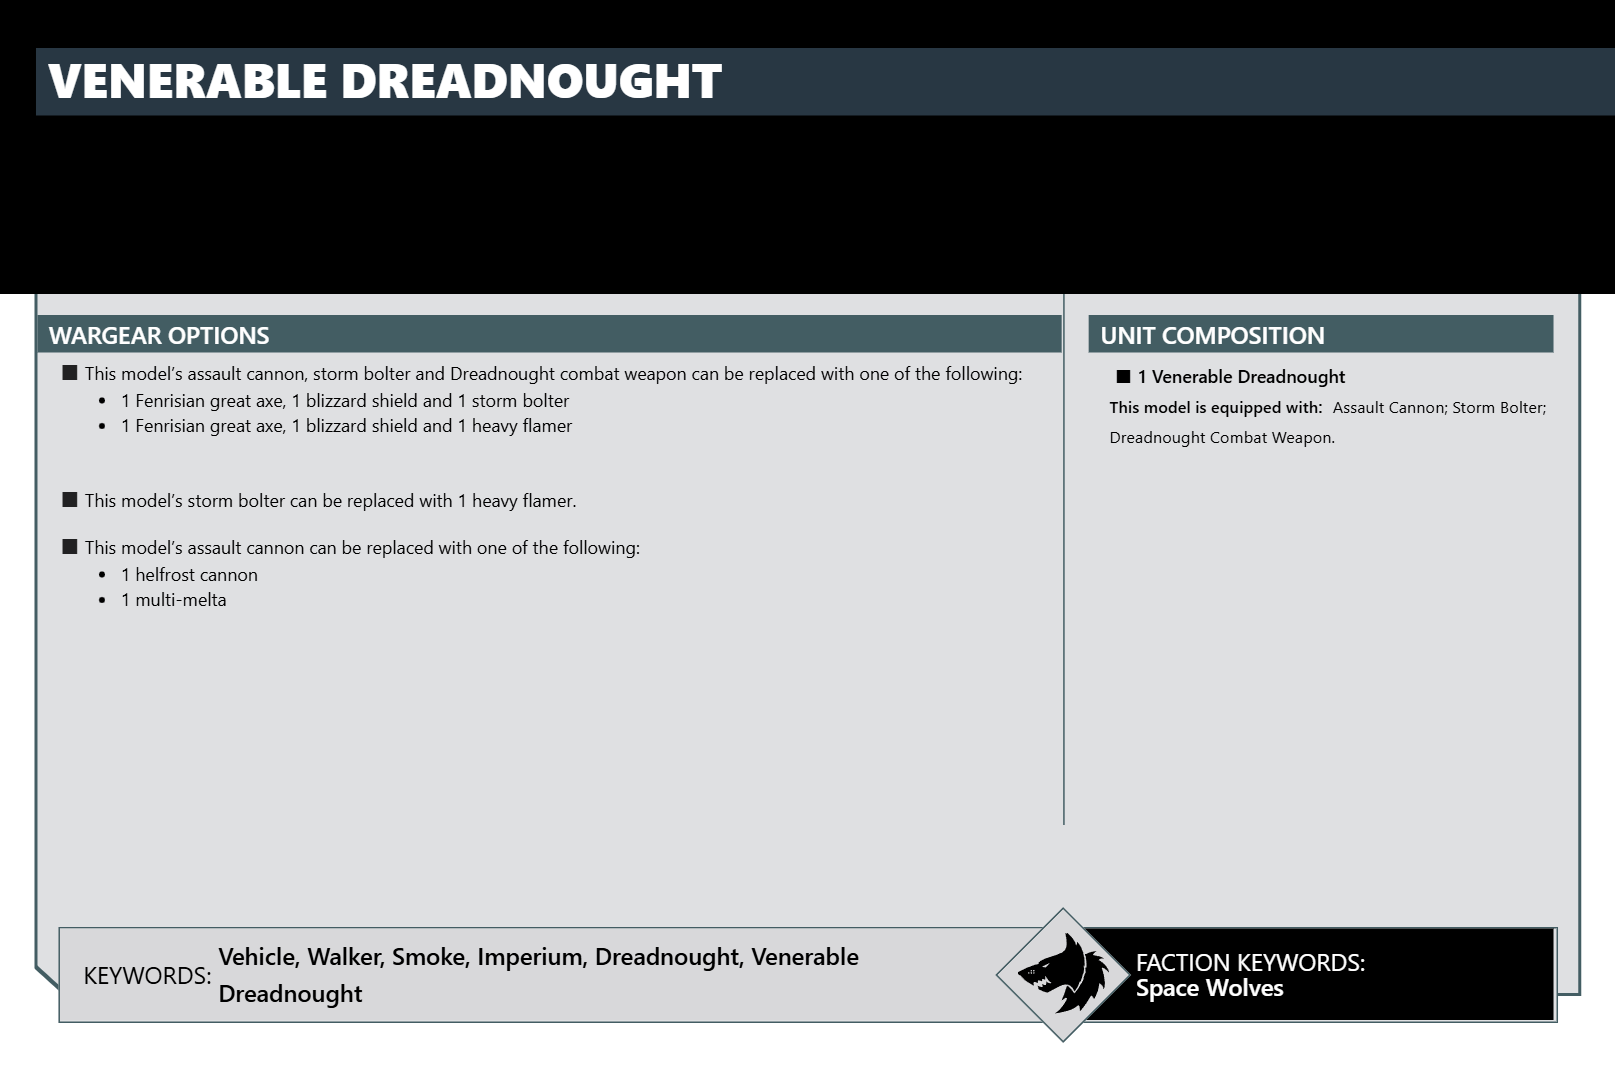 VENERABLE DREADNOUGHT
WARGEAR OPTIONS
■ This model’s assault cannon, storm bolter and Dreadnought combat weapon can be replaced with one of the following:
• 1 Fenrisian great axe, 1 blizzard shield and 1 storm bolter
• 1 Fenrisian great axe, 1 blizzard shield and 1 heavy flamer
■ This model’s storm bolter can be replaced with 1 heavy flamer.
■ This model’s assault cannon can be replaced with one of the following:
• 1 helfrost cannon
• 1 multi-melta
UNIT COMPOSITION
■ 1 Venerable Dreadnought
This model is equipped with: Assault Cannon; Storm Bolter;
Dreadnought Combat Weapon.
KEYWORDS: Vehicle, Walker, Smoke, Imperium, Dreadnought, Venerable
Dreadnought
FACTION KEYWORDS:
Space Wolves